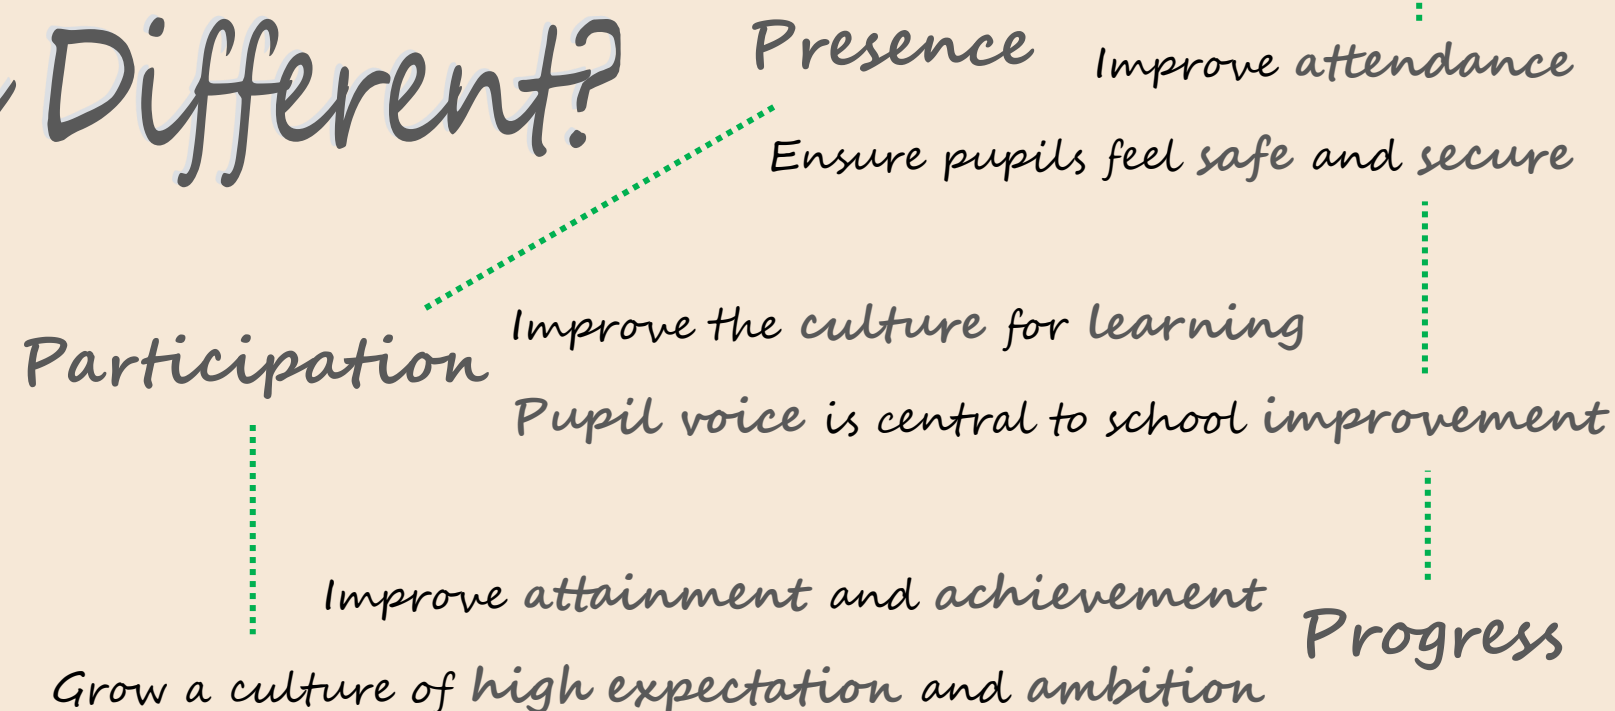 Different?
Presence
Improve attendance
Ensure pupils feel safe and secure
Participation
Improve the culture for learning
Pupil voice is central to school improvement
Improve attainment and achievement
Progress
Grow a culture of high expectation and ambition